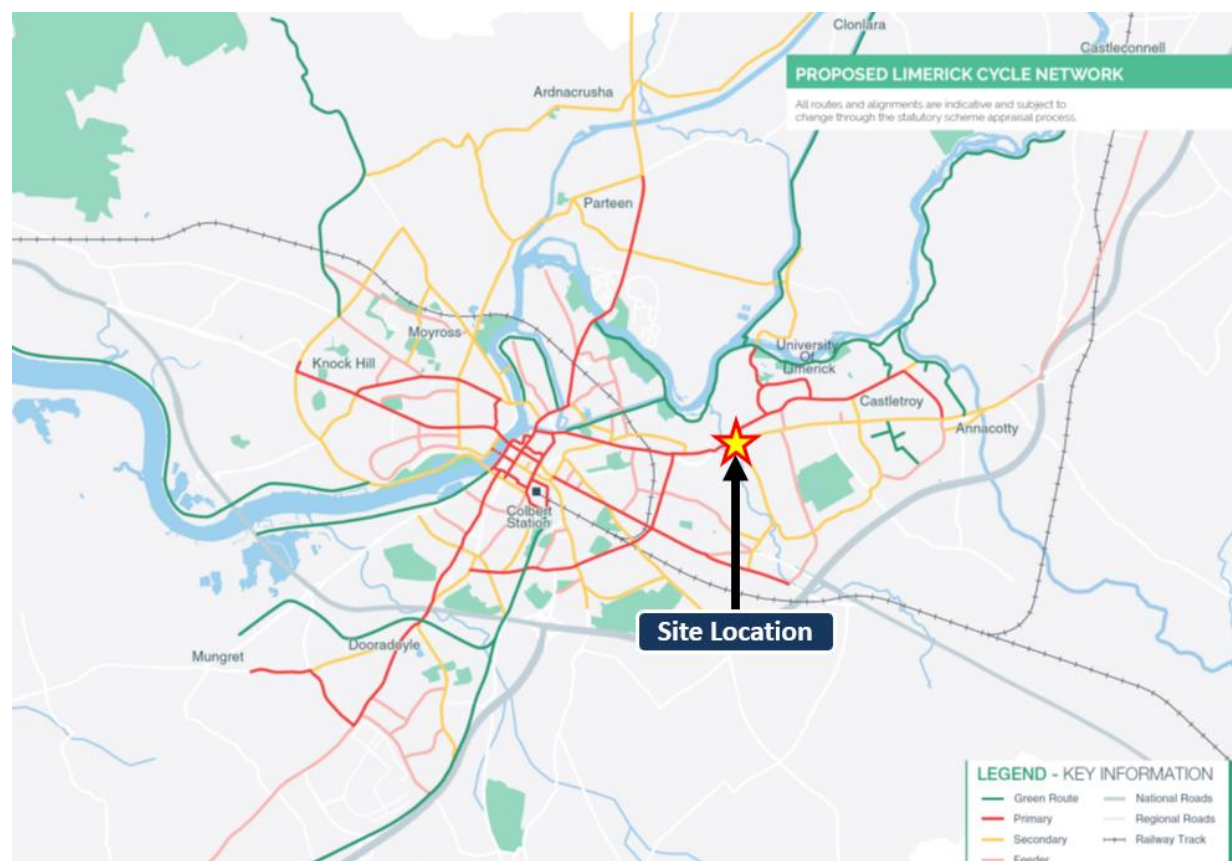 Clonlara
Castleconnell
PROPOSED LIMERICK CYCLE NETWORK
All routes and alignments are indicative and subject to
change through the statutory scheme appraisal process.
Ardnacrusha
Parteen
Moyross
Knock Hill
University
Of
Limerick
Castletroy
Annacotty
Colbert
Station
Site Location
Dooradoyle
Mungret
LEGEND - KEY INFORMATION
Green Route
National Roads
Primary
Regional Roads
Secondary
Railway Track
Feeder